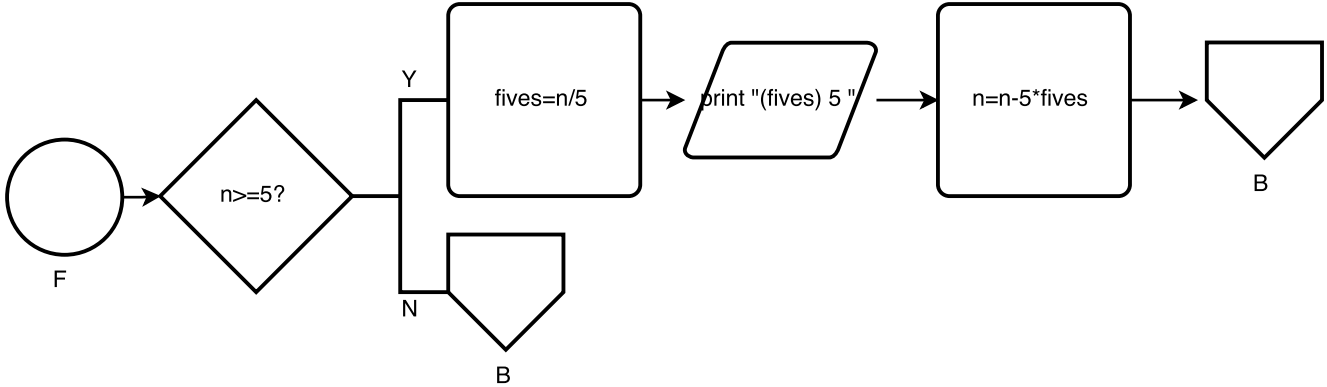 F
n>=5?
Y
fives=n/5
print "(fives) 5 "
n=n-5*fives
B
N
B